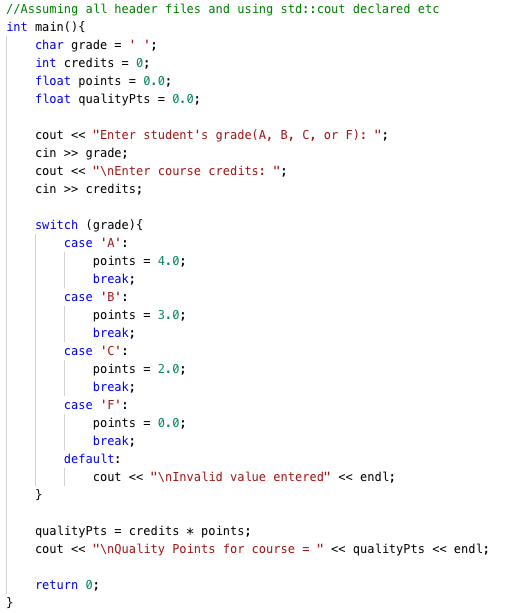 //Assuming all header files and using std::cout declared etc
int main(){
    char grade = ' ';
    int credits = 0;
    float points = 0.0;
    float qualityPts = 0.0;

    cout << "Enter student's grade(A, B, C, or F): ";
    cin >> grade;
    cout << "\nEnter course credits: ";
    cin >> credits;

    switch (grade){
        case 'A':
            points = 4.0;
            break;
        case 'B':
            points = 3.0;
            break;
        case 'C':
            points = 2.0;
            break;
        case 'F':
            points = 0.0;
            break;
        default:
            cout << "\nInvalid value entered" << endl;
    }

    qualityPts = credits * points;
    cout << "\nQuality Points for course = " << qualityPts << endl;

    return 0;
}